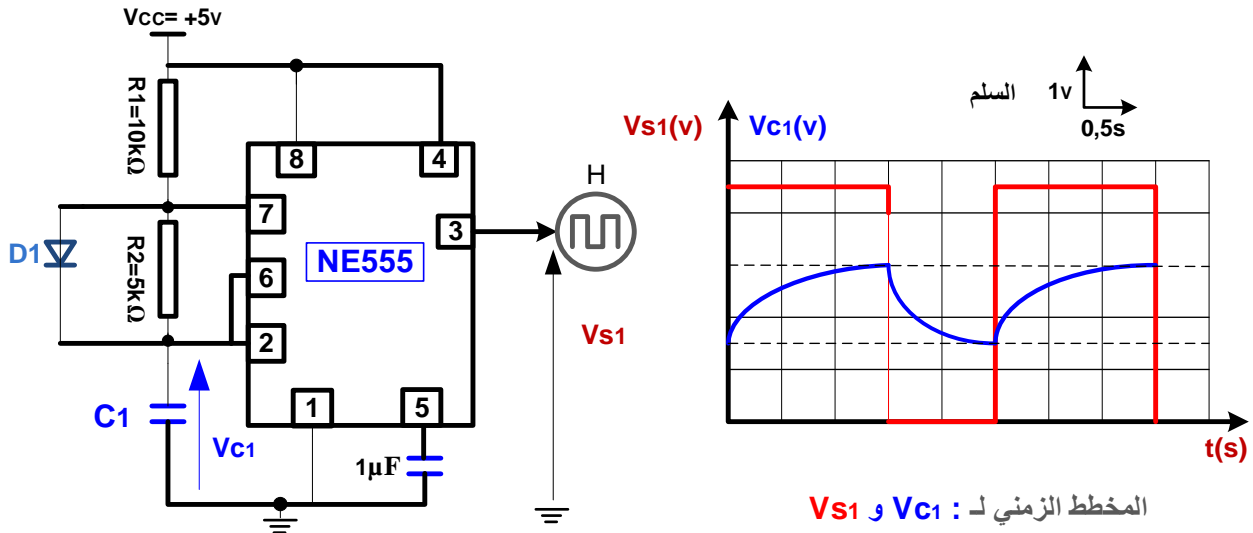 Vcc= +5v
R1=10kΩ
8
4
H
7
3
D1
R2=5kΩ
NE555
6
2
Vs1
C1
1
5
Vc1
1µF
السلم
1v
0,5s
Vs1(v) Vc1(v)
t(s)
المخطط الزمني لـ : Vc1 و Vs1